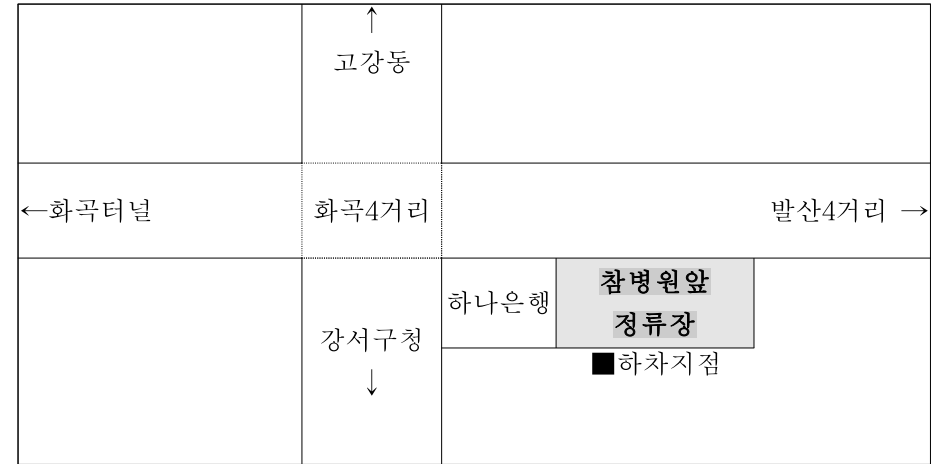 ↑
고강동
←화곡터널
화곡4거리
발산4거리 →
하나은행
참병원앞
정류장
강서구청
↓
■하차지점